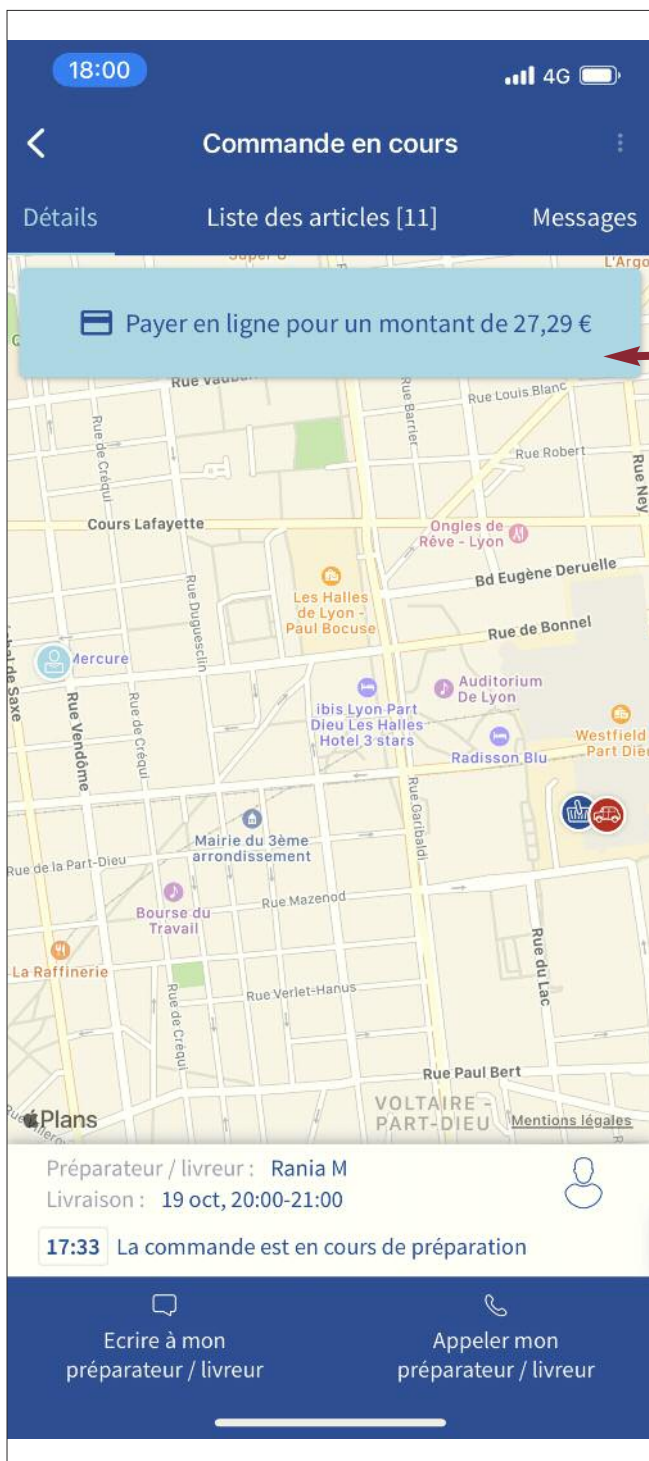 18:00
4G
Commande en cours
Détails
Liste des articles [11]
Messages
Super U
L'Argo
Payer en ligne pour un montant de 27,29 €
Rue Vauban
Rue Barrier
Rue Louis Blanc
Rue de Créqui
Rue Robert
Rue Ney
Cours Lafayette
Ongles de
Rêve - Lyon
Bd Eugène Deruelle
Les Halles
de Lyon -
Paul Bocuse
Rue Duguesclin
Rue de Bonnel
Mercure
de Saxe
Auditorium
De Lyon
ibis Lyon Part
Dieu Les Halles
Hotel 3 stars
Rue Vendôme
Rue de Créqui
Westfield
Part Dieu
Radisson Blu
Rue Garibaldi
Mairie du 3ème
arrondissement
Rue de la Part-Dieu
Rue Mazenod
Bourse du
Travail
Rue du Lac
La Raffinerie
Rue Verlet-Hanus
Rue de Créqui
Rue Paul Bert
VOLTAIRE -
PART-DIEU
Plans
Mentions légales
Préparateur / livreur : Rania M
Livraison : 19 oct, 20:00-21:00
17:33 La commande est en cours de préparation
Ecrire à mon
préparateur / livreur
Appeler mon
préparateur / livreur